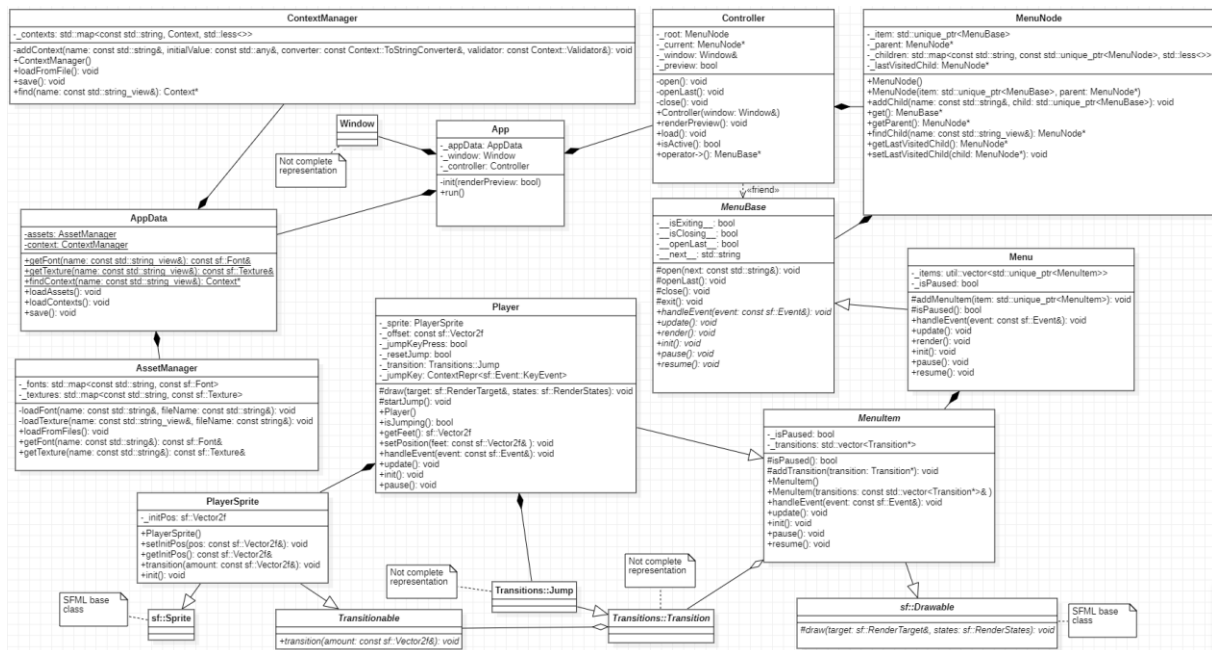 ContextManager
-_contexts: std::map<const std::string, Context, std::less<>>
-addContext(name: const std::string&, initialValue: const std::any&, converter: const Context::ToStringConverter&, validator: const Context::Validator&): void
+ContextManager()
+loadFromFile(): void
+save(): void
+find(name: const std::string_view&): Context*
Controller
-_root: MenuNode
-_current: MenuNode*
-_window: Window&
-_preview: bool
-open(): void
-openLast(): void
-close(): void
+Controller(window: Window&)
+renderPreview(): void
+load(): void
+isActive(): bool
+operator->(): MenuBase*
MenuNode
-_item: std::unique_ptr<MenuBase>
-_parent: MenuNode*
-_children: std::map<const std::string, const std::unique_ptr<MenuNode>, std::less<>>
-_lastVisitedChild: MenuNode*
+MenuNode()
+MenuNode(item: std::unique_ptr<MenuBase>, parent: MenuNode*)
+addChild(name: const std::string&, child: std::unique_ptr<MenuBase>): void
+get(): MenuBase*
+getParent(): MenuNode*
+findChild(name: const std::string_view&): MenuNode*
+getLastVisitedChild(): MenuNode*
+setLastVisitedChild(child: MenuNode*): void
Window
Not complete
representation
App
-_appData: AppData
-_window: Window
-_controller: Controller
-init(renderPreview: bool)
+run()
«friend»
AppData
-assets: AssetManager
-context: ContextManager
+getFont(name: const std::string_view&): const sf::Font&
+getTexture(name: const std::string_view&): const sf::Texture&
+findContext(name: const std::string_view&): Context*
+loadAssets(): void
+loadContexts(): void
+save(): void
MenuBase
-__isExiting__: bool
-__isClosing__: bool
-__openLast__: bool
-__next__: std::string
#open(next: const std::string&): void
#openLast(): void
#close(): void
#exit(): void
+handleEvent(event: const sf::Event&): void
+update(): void
+render(): void
+init(): void
+pause(): void
+resume(): void
Menu
-_items: util::vector<std::unique_ptr<MenuItem>>
-_isPaused: bool
#addMenuItem(item: std::unique_ptr<MenuItem>): void
#isPaused(): bool
+handleEvent(event: const sf::Event&): void
+update(): void
+render(): void
+init(): void
+pause(): void
+resume(): void
Player
-_sprite: PlayerSprite
-_offset: const sf::Vector2f
-_jumpKeyPress: bool
-_resetJump: bool
-_transition: Transitions::Jump
-_jumpKey: ContextRepr<sf::Event::KeyEvent>
#draw(target: sf::RenderTarget&, states: sf::RenderStates): void
#startJump(): void
+Player()
+isJumping(): bool
+getFeet(): sf::Vector2f
+setPosition(feet: const sf::Vector2f& ): void
+handleEvent(event: const sf::Event&): void
+update(): void
+init(): void
+pause(): void
AssetManager
-_fonts: std::map<const std::string, const sf::Font>
-_textures: std::map<const std::string, const sf::Texture>
-loadFont(name: const std::string&, fileName: const std::string&): void
-loadTexture(name: const std::string_view&, fileName: const std::string&): void
+loadFromFiles(): void
+getFont(name: const std::string&): const sf::Font&
+getTexture(name: const std::string&): const sf::Texture&
MenuItem
-_isPaused: bool
-_transitions: std::vector<Transition*>
#isPaused(): bool
#addTransition(transition: Transition*): void
+MenuItem()
+MenuItem(transitions: const std::vector<Transition*>& )
+handleEvent(event: const sf::Event&): void
+update(): void
+init(): void
+pause(): void
+resume(): void
PlayerSprite
-_initPos: sf::Vector2f
+PlayerSprite()
+setInitPos(pos: const sf::Vector2f&): void
+getInitPos(): const sf::Vector2f&
+transition(amount: const sf::Vector2f&): void
+init(): void
Not complete
representation
Not complete
representation
Transitions::Jump
SFML base
class
sf::Sprite
Transitionable
+transition(amount: const sf::Vector2f&): void
Transitions::Transition
sf::Drawable
#draw(target: sf::RenderTarget&, states: sf::RenderStates): void
SFML base
class